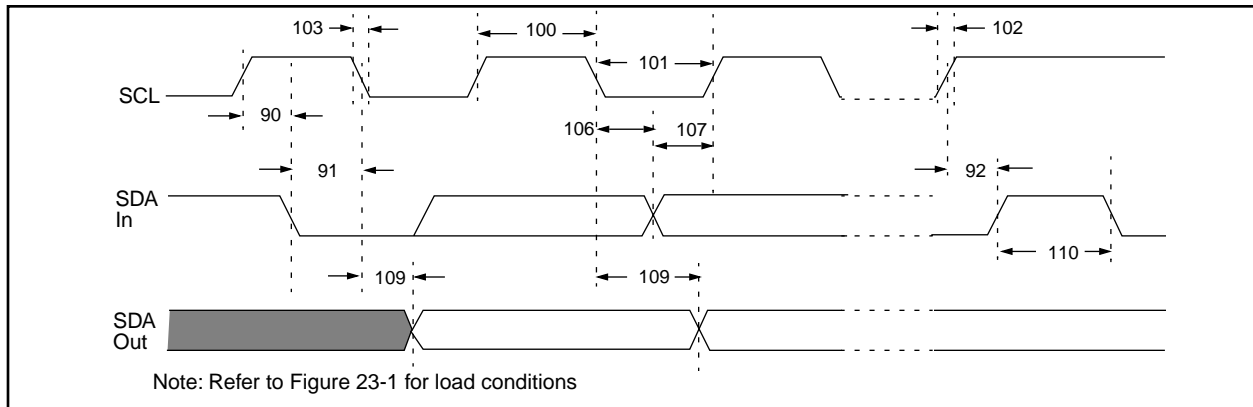 103
100
102
101
SCL
90
106
107
91
92
SDA
In
110
109
109
SDA
Out
Note: Refer to Figure 23-1 for load conditions